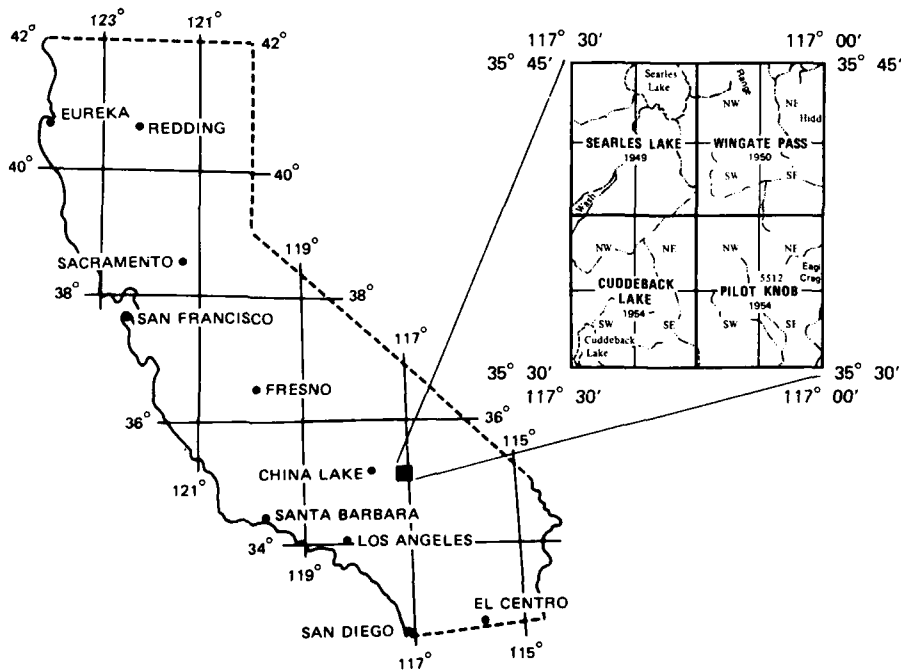 123°
121°
42°
42°
EUREKA
REDDING
40°
40°
119°
SACRAMENTO
38°
38°
SAN FRANCISCO
117°
FRESNO
36°
36°
115°
CHINA LAKE
121°
SANTA BARBARA
LOS ANGELES
34°
119°
EL CENTRO
SAN DIEGO
117°
115°
117° 30'
117° 00'
35° 45'
35° 45'
Searles
Lake
Range
NW
NE
Hidd
SEARLES LAKE
1949
WINGATE PASS
1950
SW
SE
Wash
NW
NE
NW
NE
5512
Eagl
Crag
CUDDEBACK
LAKE
1954
PILOT KNOB
1954
SW
SE
SW
SE
Cuddeback
Lake
35° 30'
117° 30'
35° 30'
117° 00'